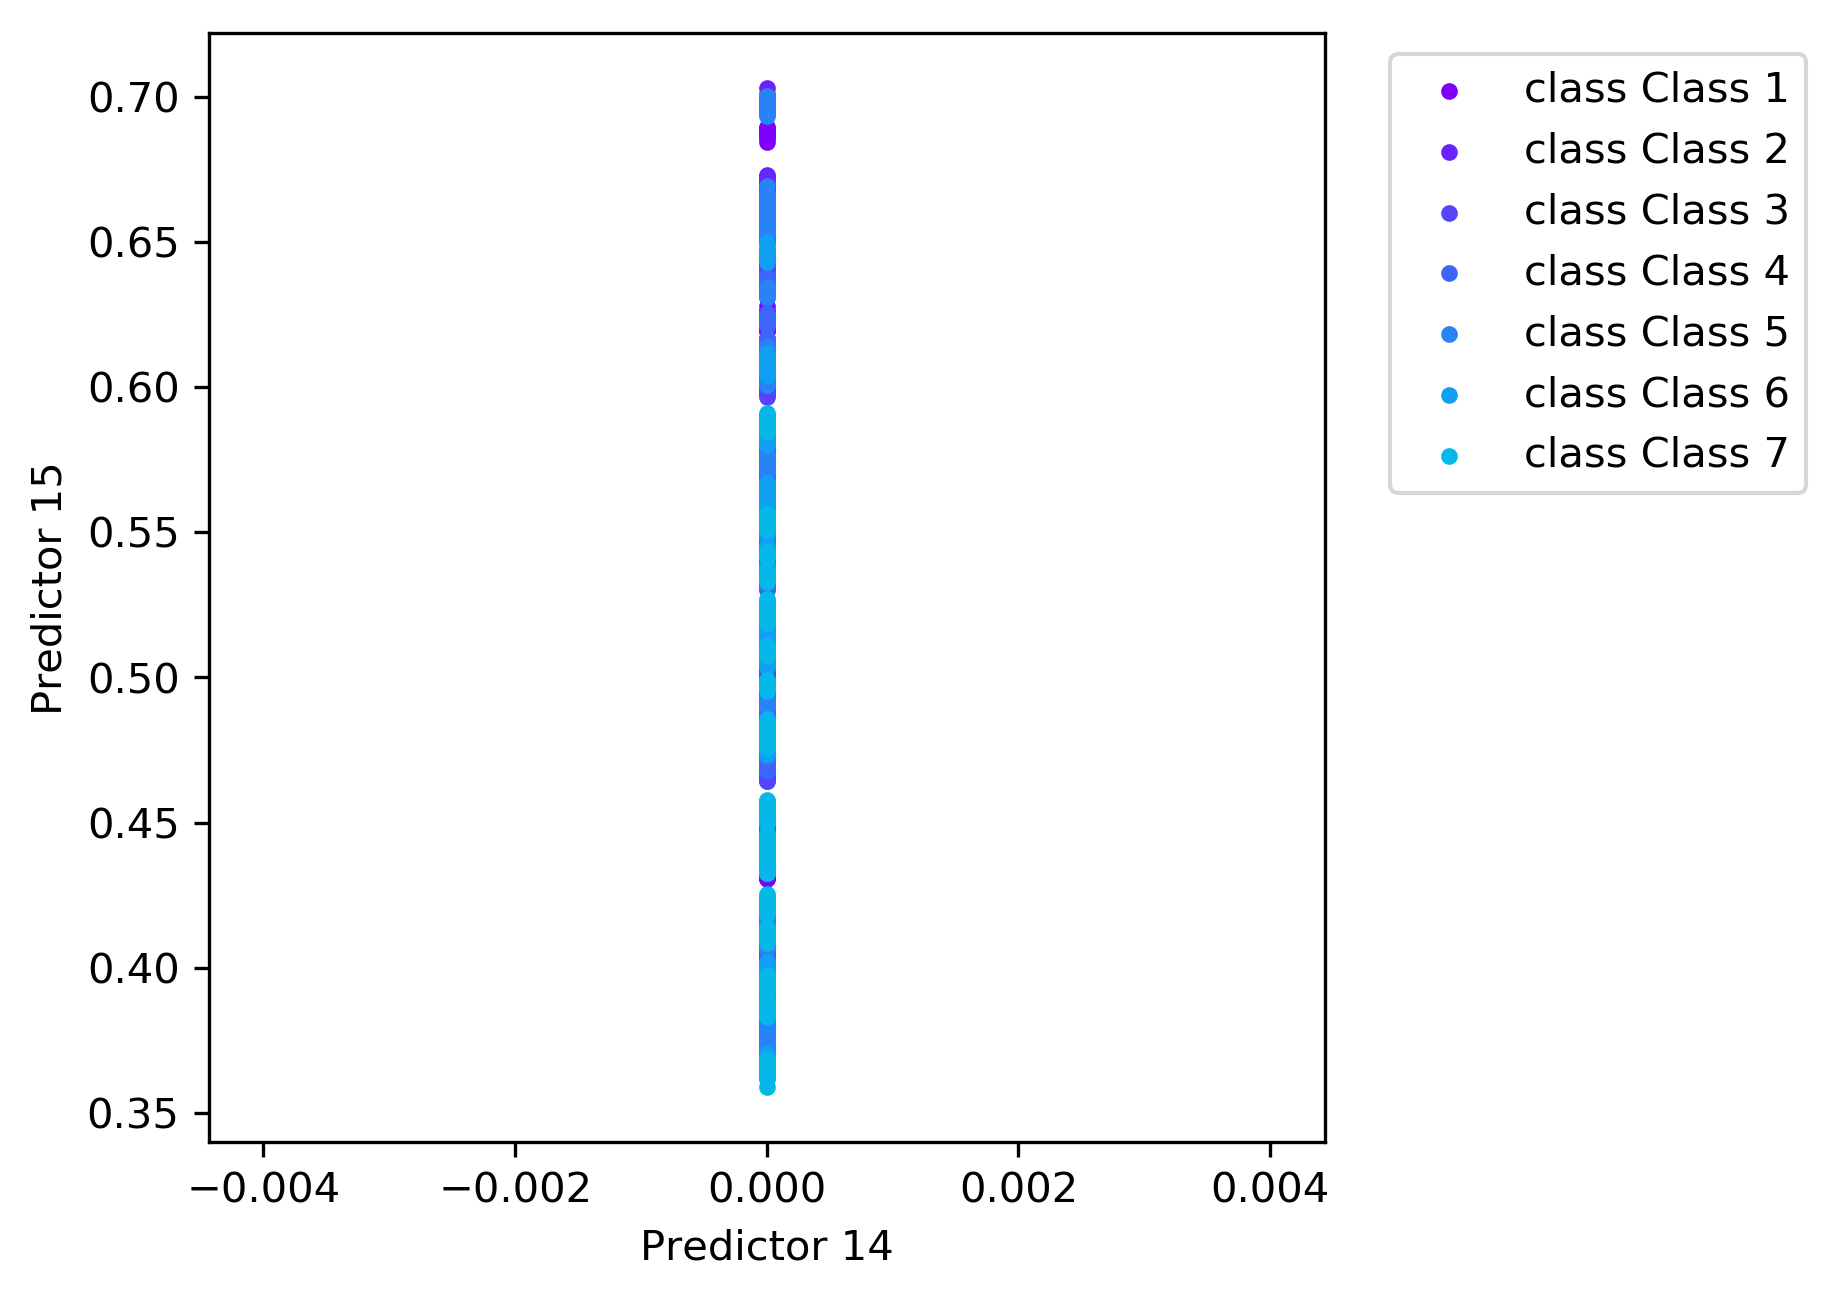 0.70
0.65
0.60
0.55
0.50
0.45
0.40
0.35
Predictor 15
−0.004 −0.002 0.000 0.002 0.004
Predictor 14
class Class 1
class Class 2
class Class 3
class Class 4
class Class 5
class Class 6
class Class 7